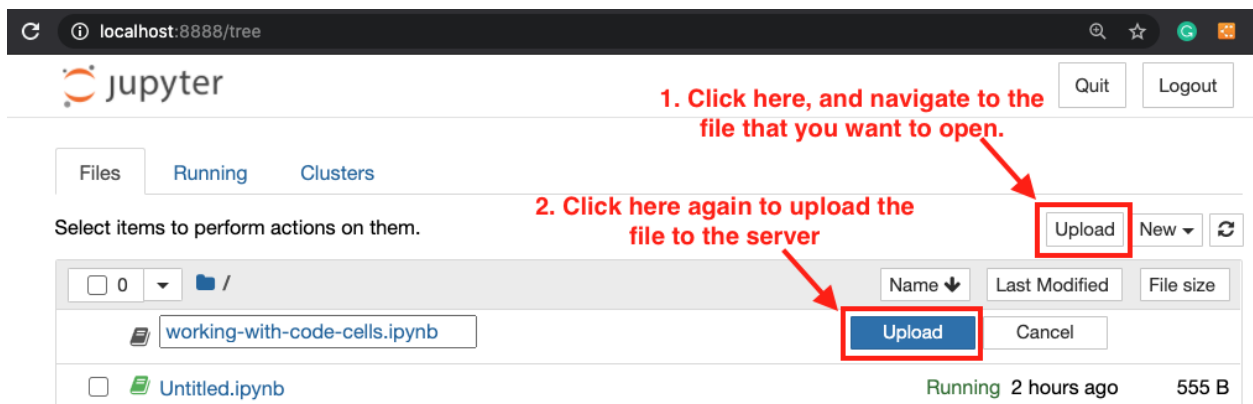 localhost:8888/tree
jupyter
Quit Logout
1. Click here, and navigate to the
file that you want to open.
Files Running Clusters
2. Click here again to upload the
file to the server
Select items to perform actions on them.
Upload New
0 /
Name Last Modified File size
working-with-code-cells.ipynb
Upload Cancel
Untitled.ipynb
Running 2 hours ago 555 B